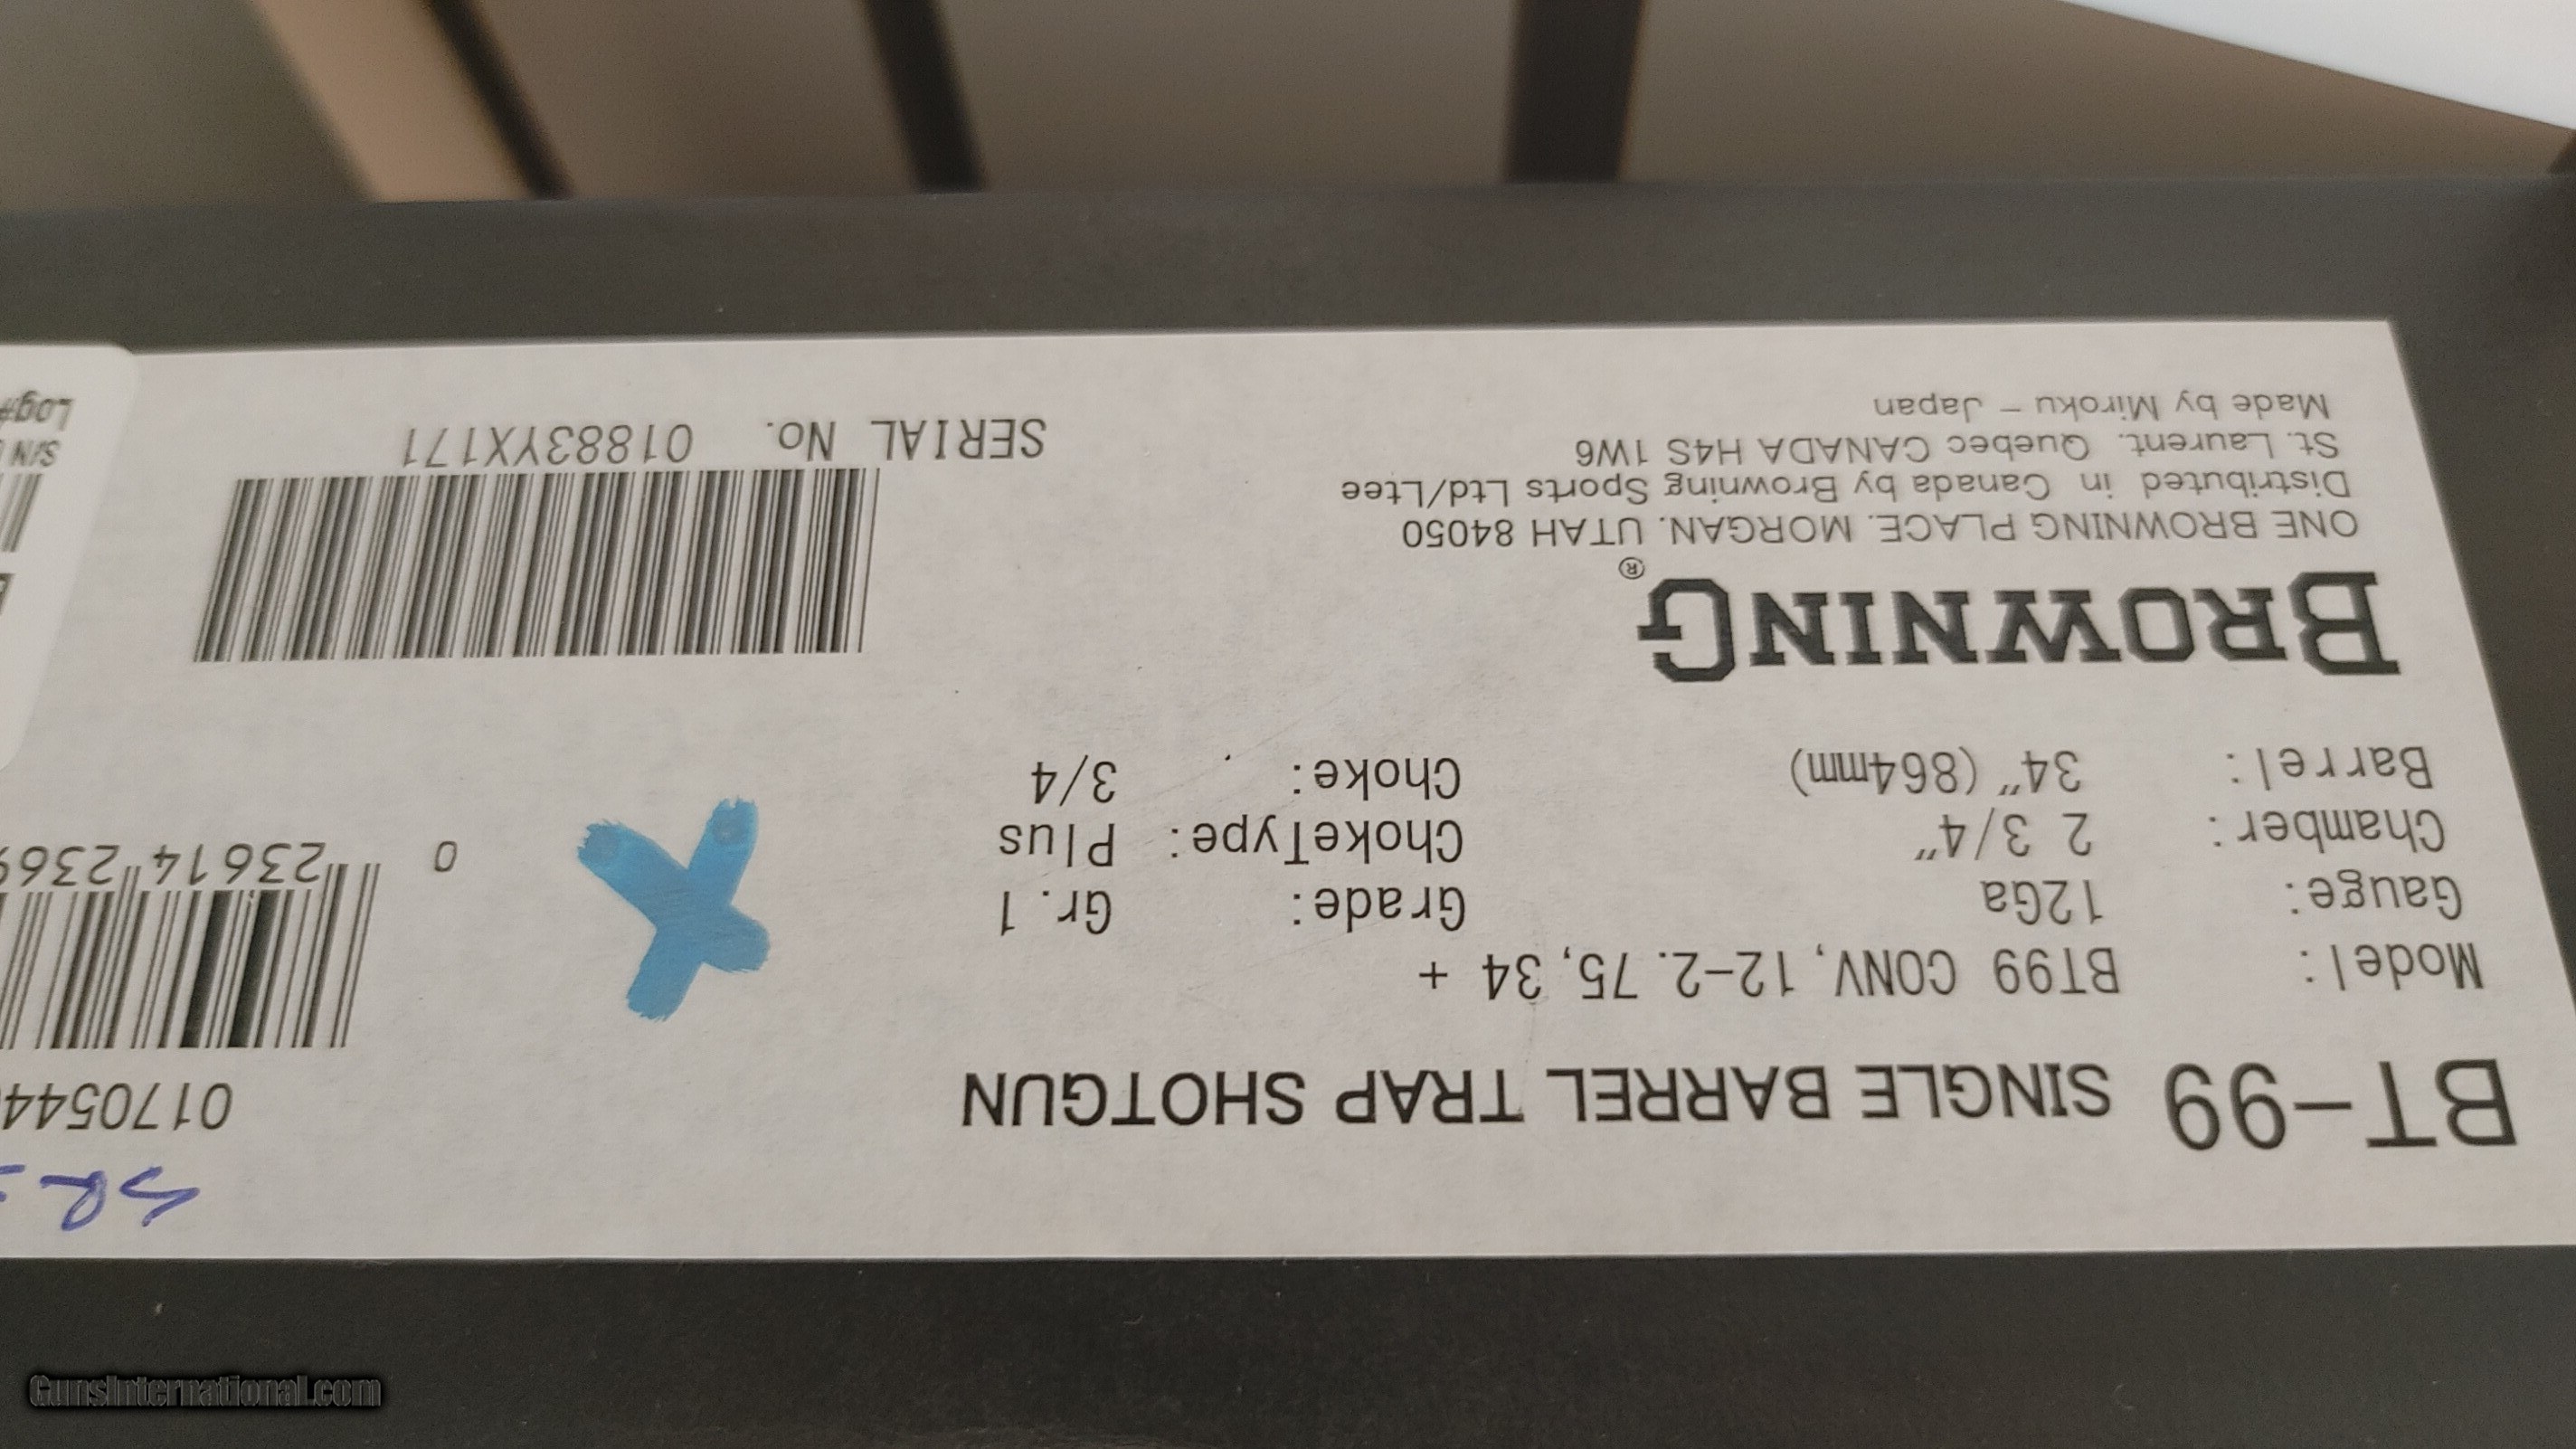 SR
BT-99 SINGLE BARREL TRAP SHOTGUN
0170544
Model: BT99 CONV, 12-2.75, 34 +
Gauge: 12Ga Grade: Gr.1
Chamber: 2 3/4" ChokeType: Plus
Barrel: 34" (864mm) Choke: 3/4
0 23614 236
BROWNING®
ONE BROWNING PLACE. MORGAN. UTAH 84050
Distributed in Canada by Browning Sports Ltd/Ltee
St. Laurent. Quebec CANADA H4S 1W6
Made by Miroku - Japan
SERIAL No. 01883YX171
S/N
Log#
GunsInternational.com